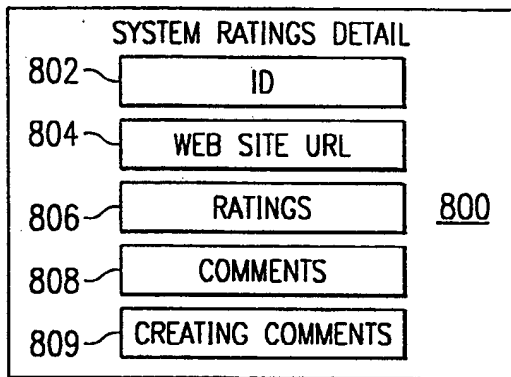 SYSTEM RATINGS DETAIL
802 ID
804 WEB SITE URL
806 RATINGS 800
808 COMMENTS
809 CREATING COMMENTS